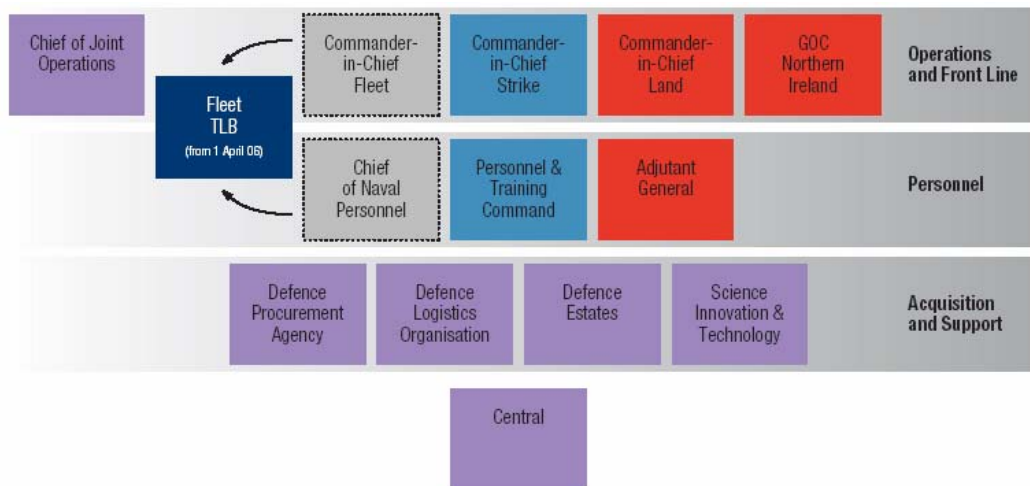 Chief of Joint
Operations
Fleet
TLB
(from 1 April 06)
Commander-
in-Chief
Fleet
Commander-
in-Chief
Strike
Commander-
in-Chief
Land
GOC
Northern
Ireland
Operations
and Front Line
Chief
of Naval
Personnel
Personnel &
Training
Command
Adjutant
General
Personnel
Defence
Procurement
Agency
Defence
Logistics
Organisation
Defence
Estates
Science
Innovation &
Technology
Acquisition
and Support
Central